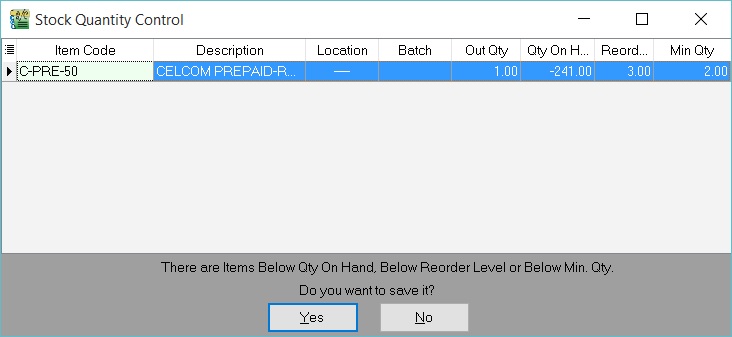 Stock Quantity Control
Item Code Description Location Batch Out Qty Qty On H... Reord... Min Qty
C-PRE-50 CELCOM PREPAID-R... ---- 1.00 -241.00 3.00 2.00
There are Items Below Qty On Hand, Below Reorder Level or Below Min. Qty.
Do you want to save it?
Yes No